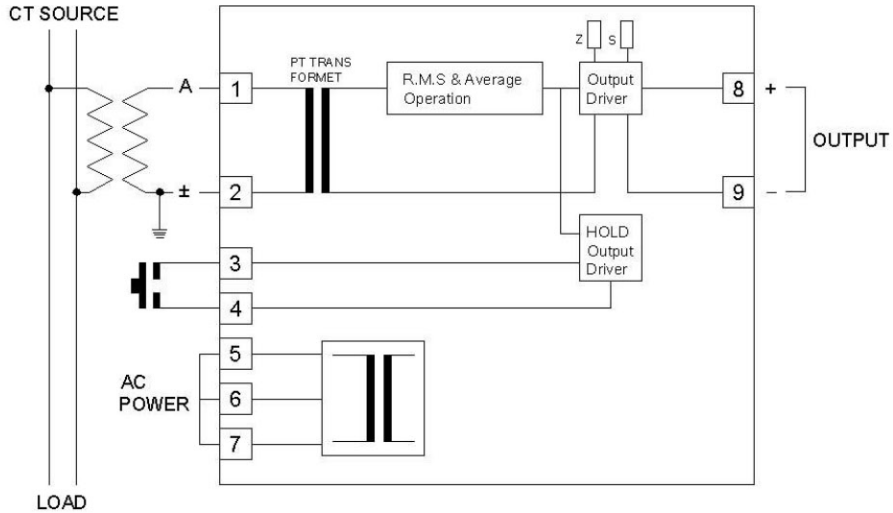 CT SOURCE
Z S
PT TRANS
FORMET
A
1
R.M.S & Average
Operation
Output
Driver
8
+
OUTPUT
±
2
9
−
HOLD
Output
Driver
3
4
5
AC
POWER
6
7
LOAD